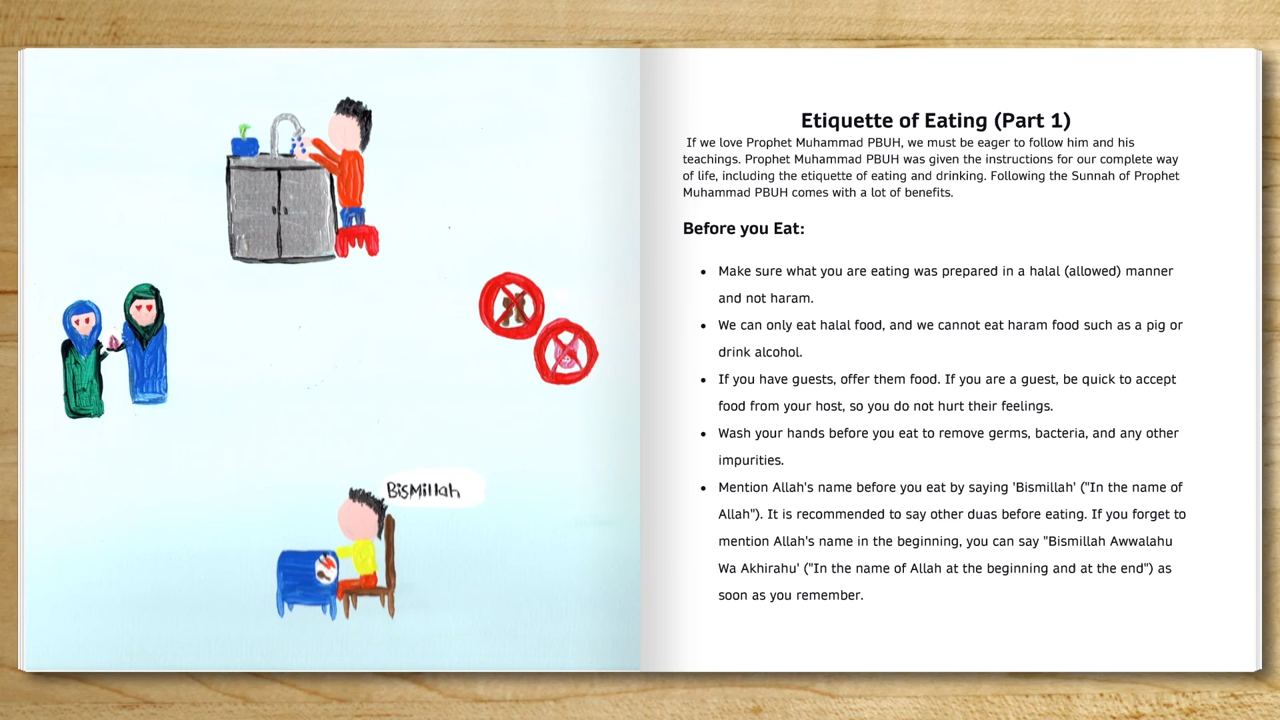 BisMillah
Etiquette of Eating (Part 1)
If we love Prophet Muhammad PBUH, we must be eager to follow him and his
teachings. Prophet Muhammad PBUH was given the instructions for our complete way
of life, including the etiquette of eating and drinking. Following the Sunnah of Prophet
Muhammad PBUH comes with a lot of benefits.
Before you Eat:
• Make sure what you are eating was prepared in a halal (allowed) manner
and not haram.
• We can only eat halal food, and we cannot eat haram food such as a pig or
drink alcohol.
• If you have guests, offer them food. If you are a guest, be quick to accept
food from your host, so you do not hurt their feelings.
• Wash your hands before you eat to remove germs, bacteria, and any other
impurities.
• Mention Allah's name before you eat by saying 'Bismillah' ("In the name of
Allah"). It is recommended to say other duas before eating. If you forget to
mention Allah's name in the beginning, you can say "Bismillah Awwalahu
Wa Akhirahu' ("In the name of Allah at the beginning and at the end") as
soon as you remember.